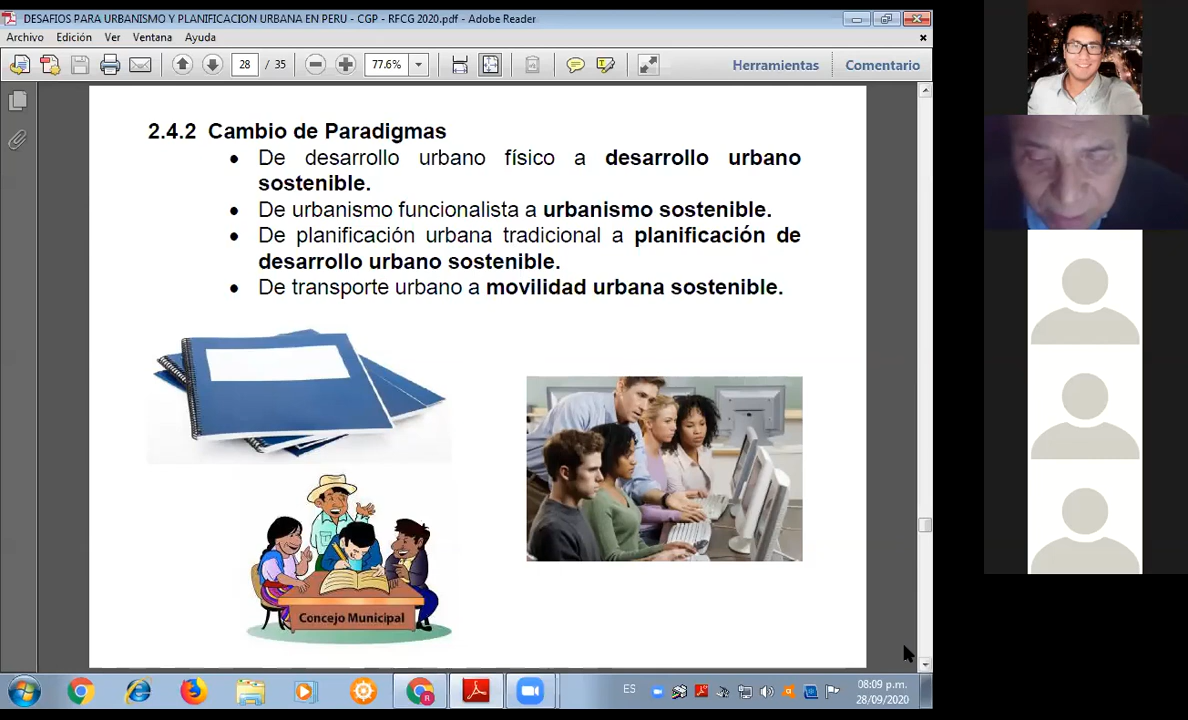 DESAFIOS PARA URBANISMO Y PLANIFICACION URBANA EN PERU - CGP - RFCG 2020.pdf - Adobe Reader
Archivo Edición Ver Ventana Ayuda
28 / 35 77.6% Herramientas Comentario
2.4.2 Cambio de Paradigmas
• De desarrollo urbano físico a desarrollo urbano
sostenible.
• De urbanismo funcionalista a urbanismo sostenible.
• De planificación urbana tradicional a planificación de
desarrollo urbano sostenible.
• De transporte urbano a movilidad urbana sostenible.
Concejo Municipal
ES
08:09 p.m.
28/09/2020